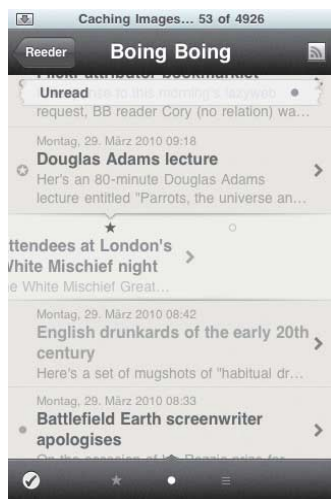 Caching Images... 53 of 4926
Reeder
Boing Boing
Unread
request, BB reader Cory (no relation) wa...
Montag, 29. März 2010 09:18
Douglas Adams lecture
Her's an 80-minute Douglas Adams
lecture entitled "Parrots, the universe an...
ttendees at London's
White Mischief night
e White Mischief Great...
Montag, 29. März 2010 08:42
English drunkards of the early 20th
century
Here's a set of mugshots of "habitual dr...
Montag, 29. März 2010 08:33
Battlefield Earth screenwriter
apologises